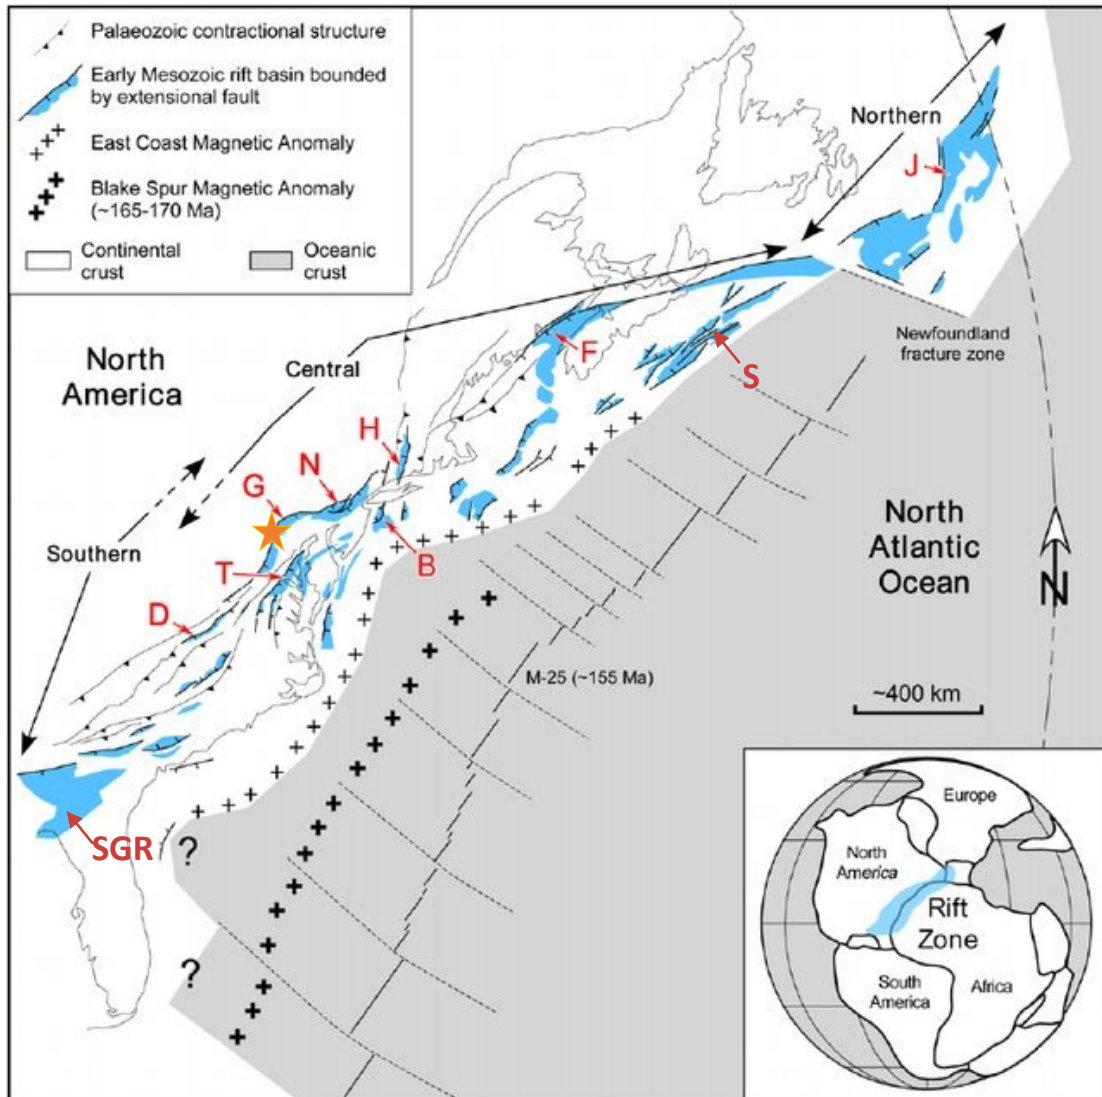 Palaeozoic contractional structure
Early Mesozoic rift basin bounded
by extensional fault
East Coast Magnetic Anomaly
Blake Spur Magnetic Anomaly
(~165-170 Ma)
Continental
crust
Oceanic
crust
Northern
J
Newfoundland
fracture zone
North
America
Central
F
S
H
N
G
Southern
T
B
D
North
Atlantic
Ocean
N
M-25 (~155 Ma)
~400 km
SGR
?
?
Europe
North
America
Rift
Zone
South
America
Africa